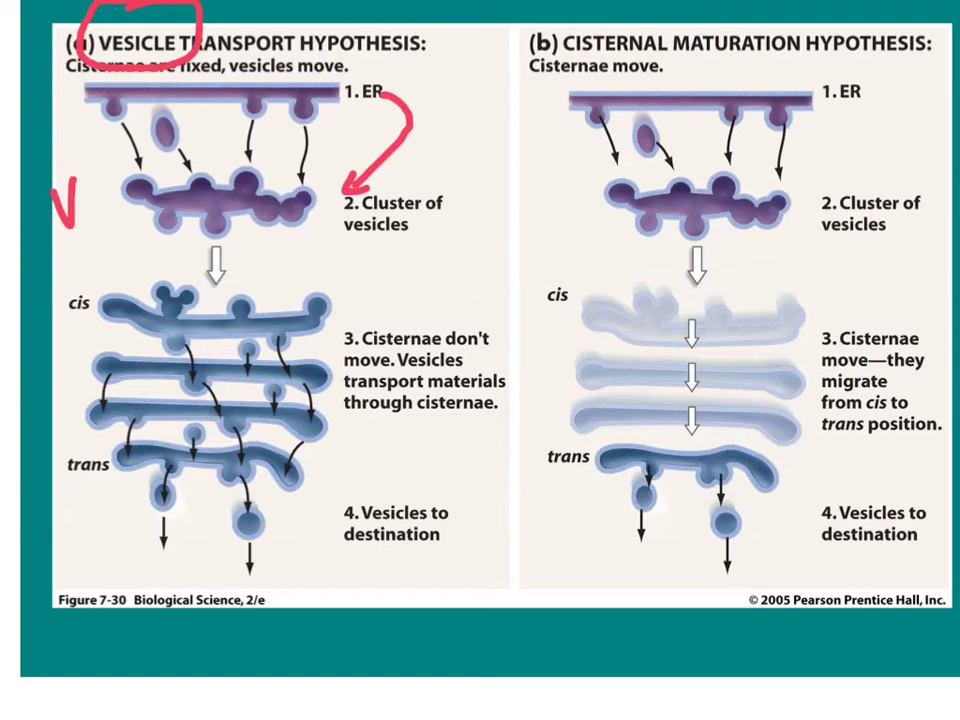 (a) VESICLE TRANSPORT HYPOTHESIS:
Cisternae are fixed, vesicles move.
1. ER
2. Cluster of
vesicles
cis
3. Cisternae don't
move. Vesicles
transport materials
through cisternae.
trans
4. Vesicles to
destination
(b) CISTERNAL MATURATION HYPOTHESIS:
Cisternae move.
1. ER
2. Cluster of
vesicles
cis
3. Cisternae
move—they
migrate
from cis to
trans position.
trans
4. Vesicles to
destination
Figure 7-30 Biological Science, 2/e
© 2005 Pearson Prentice Hall, Inc.